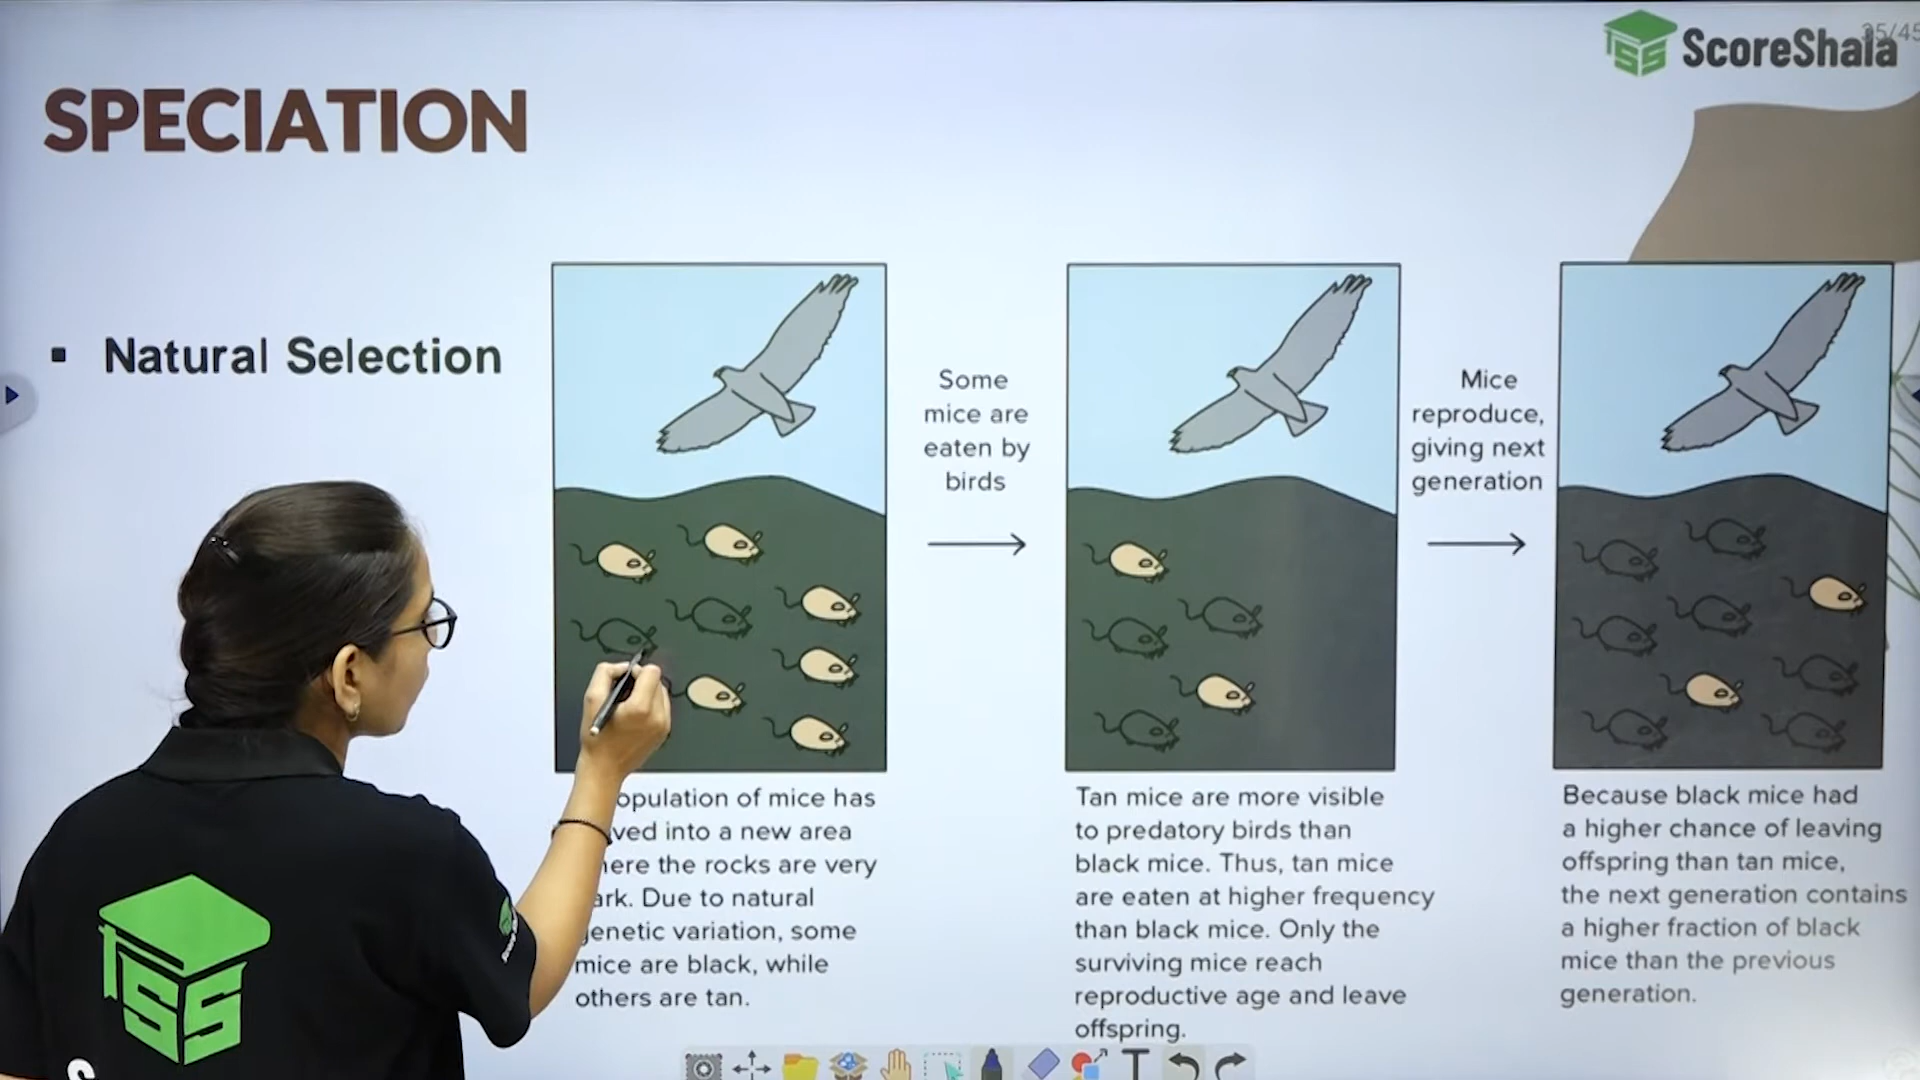 35/45
ScoreShala
SPECIATION
▪ Natural Selection
Some
mice are
eaten by
birds
Mice
reproduce,
giving next
generation
opulation of mice has
ved into a new area
ere the rocks are very
ark. Due to natural
enetic variation, some
mice are black, while
others are tan.
Tan mice are more visible
to predatory birds than
black mice. Thus, tan mice
are eaten at higher frequency
than black mice. Only the
surviving mice reach
reproductive age and leave
offspring.
Because black mice had
a higher chance of leaving
offspring than tan mice,
the next generation contains
a higher fraction of black
mice than the previous
generation.
SS
S
T